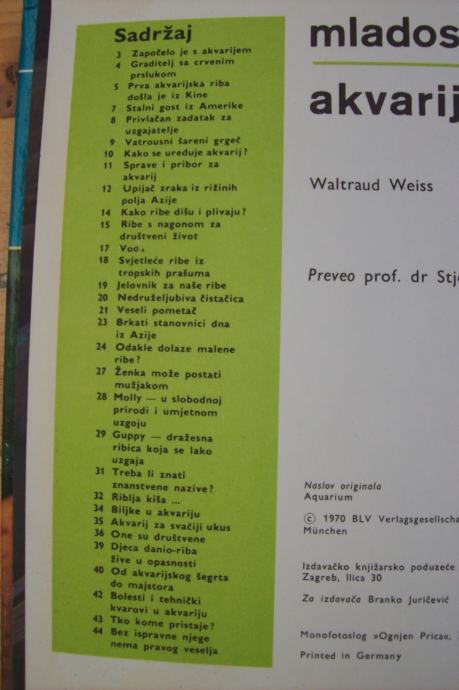 Sadržaj
3 Započelo je s akvarijem
4 Graditelj sa crvenim
prslukom
5 Prva akvarijska riba
došla je iz Kine
7 Stalni gost iz Amerike
8 Privlačan zadatak za
uzgajatelje
9 Vatrousni šareni grgeč
10 Kako se uređuje akvarij?
11 Sprave i pribor za
akvarij
12 Upijač zraka iz rižinih
polja Azije
14 Kako ribe dišu i plivaju?
15 Ribe s nagonom za
društveni život
17 Voda
18 Svjetleće ribe iz
tropskih prašuma
19 Jelovnik za naše ribe
20 Nedruželjubiva čistačica
21 Veseli pometač
23 Brkati stanovnici dna
iz Azije
24 Odakle dolaze malene
ribe?
27 Ženka može postati
mužjakom
28 Molly — u slobodnoj
prirodi i umjetnom
uzgoju
29 Guppy — dražesna
ribica koja se lako
uzgaja
31 Treba li znati
znanstvene nazive?
32 Riblja kiša ...
34 Biljke u akvariju
35 Akvarij za svačiji ukus
36 One su društvene
39 Djeca danio-riba
žive u opasnosti
40 Od akvarijskog šegrta
do majstora
42 Bolesti i tehnički
kvarovi u akvariju
43 Tko kome pristaje?
44 Bez ispravne njege
nema pravog veselja
mlados
akvarij
Waltraud Weiss
Preveo prof. dr Stj
Naslov originala
Aquarium
© 1970 BLV Verlagsgesellscha
München
Izdavačko knjižarsko poduzeće
Zagreb, Ilica 30
Za izdavača Branko Juričević
Monofotoslog »Ognjen Prica«,
Printed in Germany